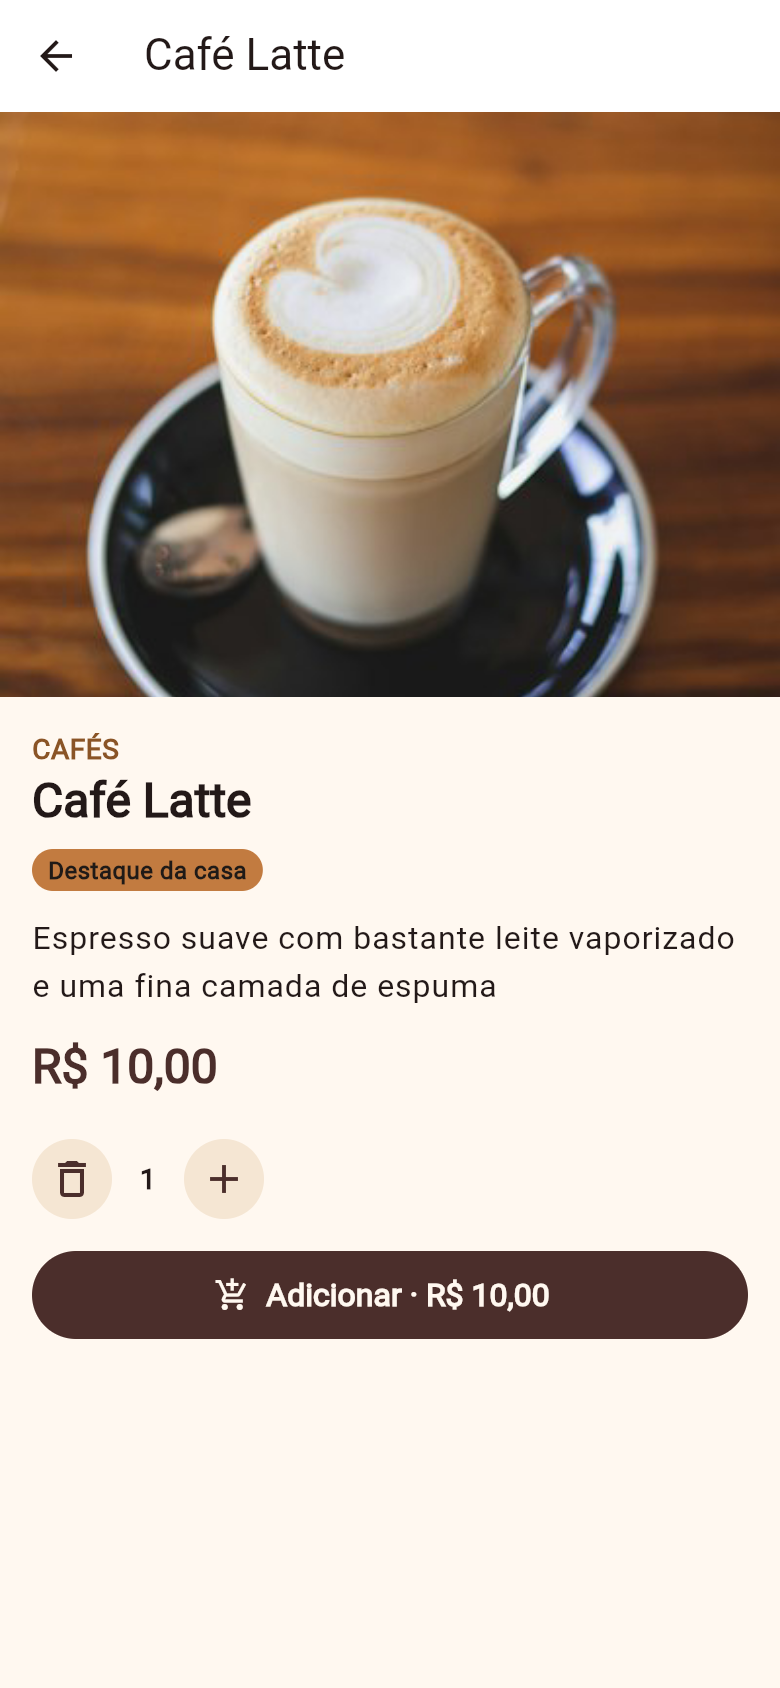 Café Latte
CAFÉS
Café Latte
Destaque da casa
Espresso suave com bastante leite vaporizado
e uma fina camada de espuma
R$ 10,00
1
Adicionar · R$ 10,00